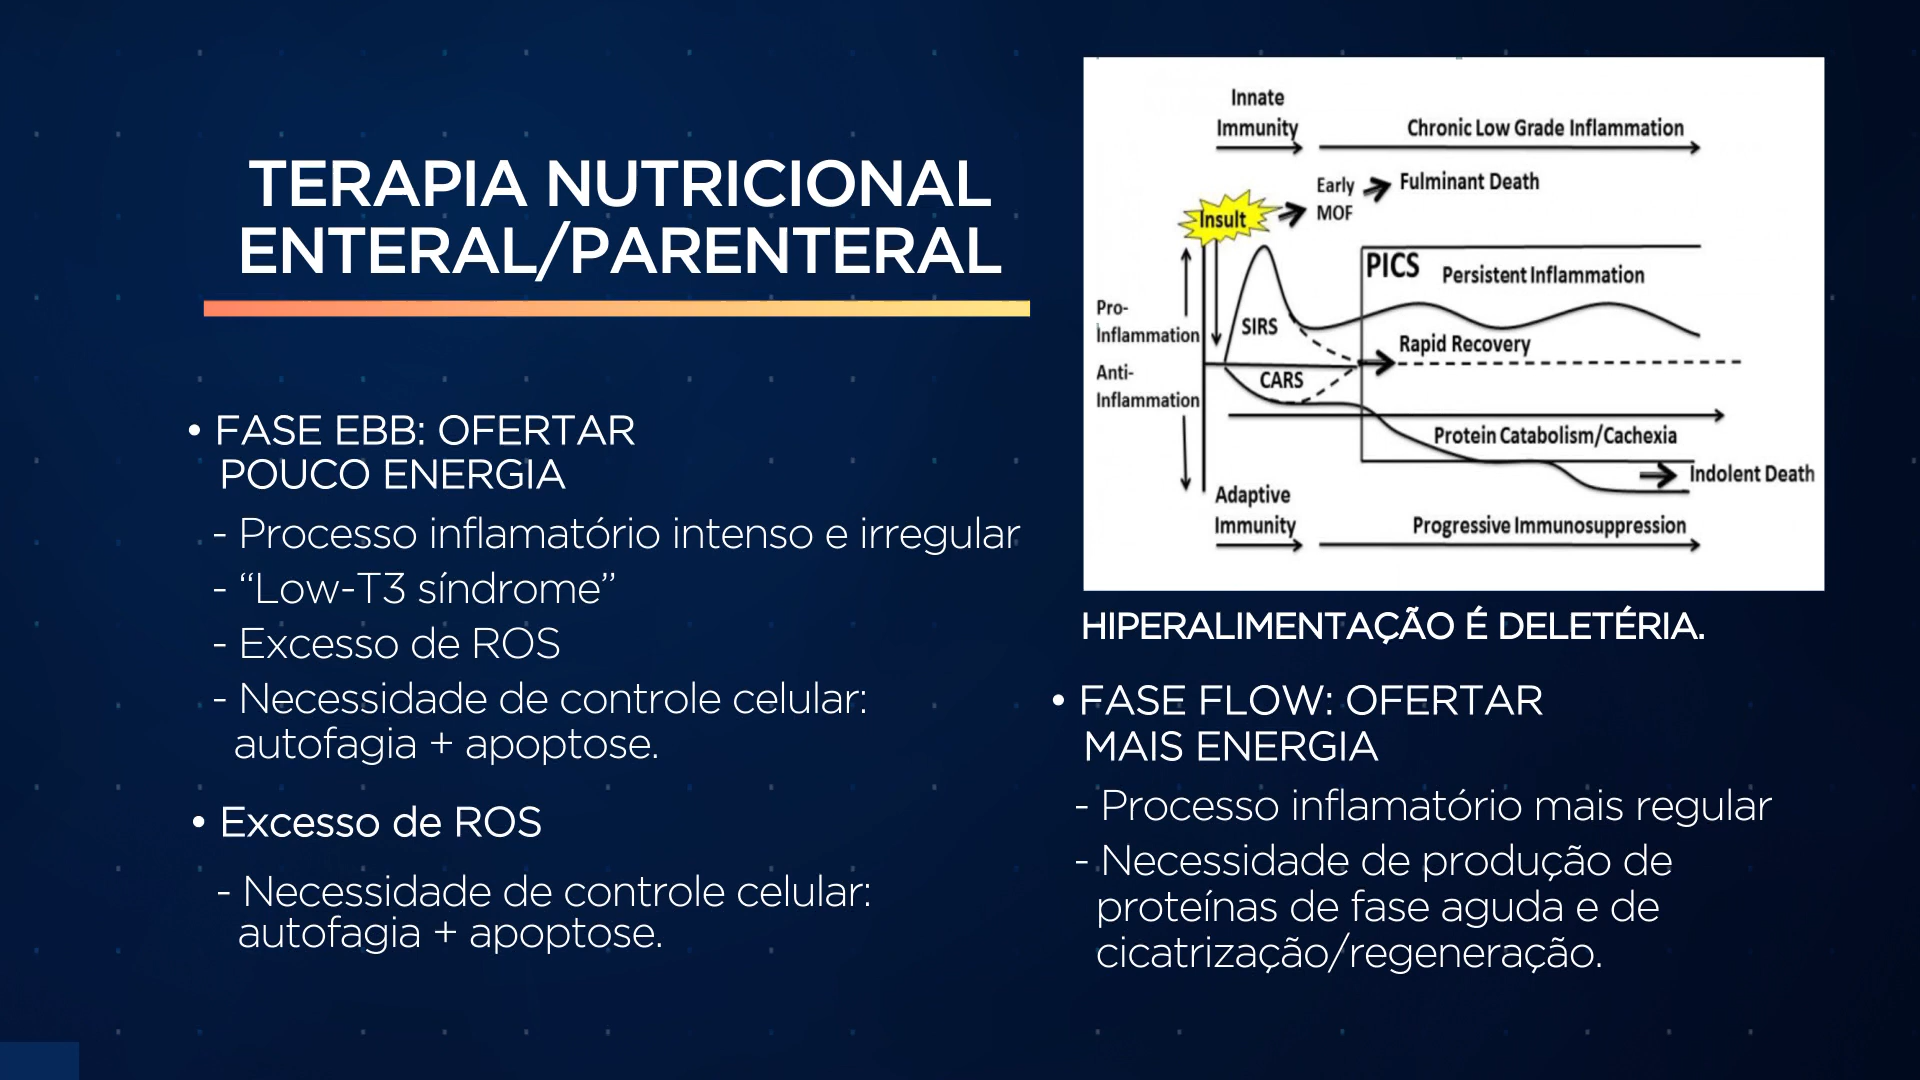 TERAPIA NUTRICIONAL
ENTERAL/PARENTERAL
• FASE EBB: OFERTAR
POUCO ENERGIA
- Processo inflamatório intenso e irregular
- “Low-T3 síndrome”
- Excesso de ROS
- Necessidade de controle celular:
autofagia + apoptose.
• Excesso de ROS
- Necessidade de controle celular:
autofagia + apoptose.
Innate
Immunity
Chronic Low Grade Inflammation
Early
MOF
Fulminant Death
Insult
PICS
Persistent Inflammation
Pro-
Inflammation
SIRS
Rapid Recovery
Anti-
Inflammation
CARS
Protein Catabolism/Cachexia
Indolent Death
Adaptive
Immunity
Progressive Immunosuppression
HIPERALIMENTAÇÃO É DELETÉRIA.
• FASE FLOW: OFERTAR
MAIS ENERGIA
- Processo inflamatório mais regular
- Necessidade de produção de
proteínas de fase aguda e de
cicatrização/regeneração.